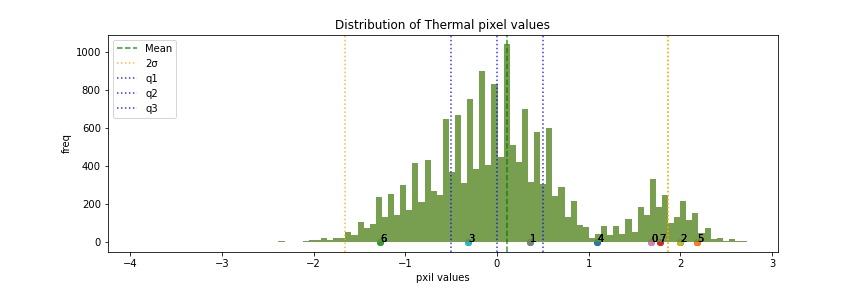 Distribution of Thermal pixel values
Mean
2σ
q1
q2
q3
freq
1000
800
600
400
200
0
6 3 1 4 0 7 2 5
−4 −3 −2 −1 0 1 2 3
pxil values